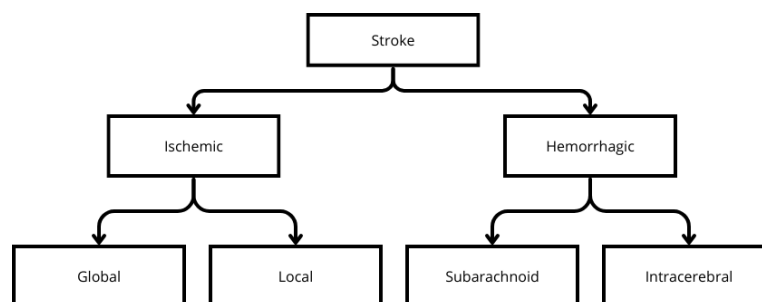 Stroke
Ischemic
Hemorrhagic
Global
Local
Subarachnoid
Intracerebral